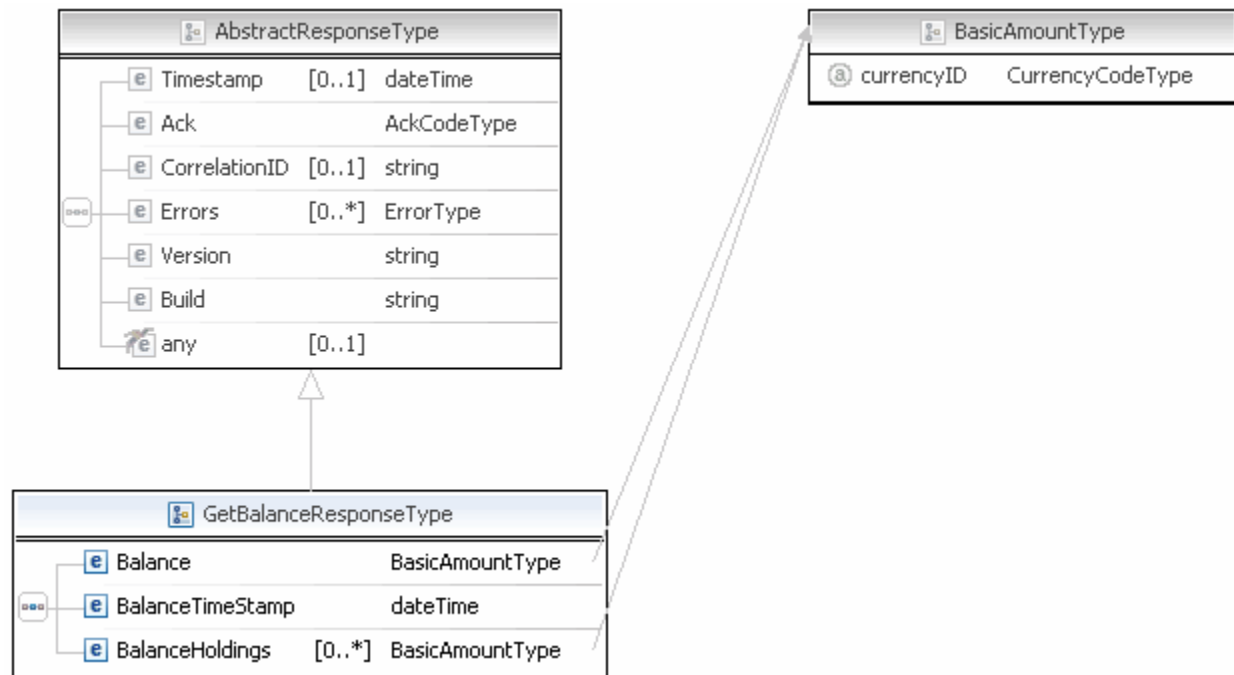 AbstractResponseType
e Timestamp [0..1] dateTime
e Ack AckCodeType
e CorrelationID [0..1] string
e Errors [0..*] ErrorType
e Version string
e Build string
e any [0..1]
BasicAmountType
a currencyID CurrencyCodeType
GetBalanceResponseType
e Balance BasicAmountType
e BalanceTimeStamp dateTime
e BalanceHoldings [0..*] BasicAmountType